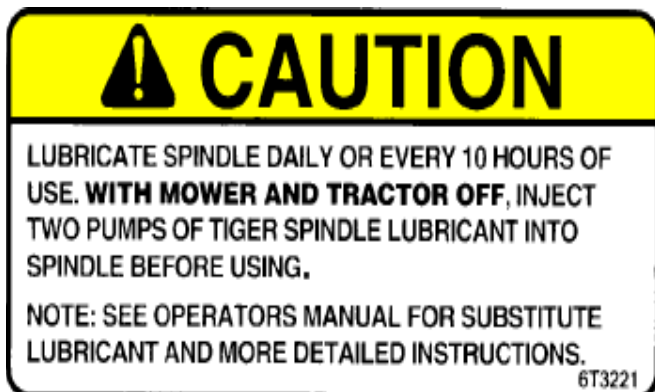 CAUTION
LUBRICATE SPINDLE DAILY OR EVERY 10 HOURS OF
USE. WITH MOWER AND TRACTOR OFF, INJECT
TWO PUMPS OF TIGER SPINDLE LUBRICANT INTO
SPINDLE BEFORE USING.
NOTE: SEE OPERATORS MANUAL FOR SUBSTITUTE
LUBRICANT AND MORE DETAILED INSTRUCTIONS.
6T3221